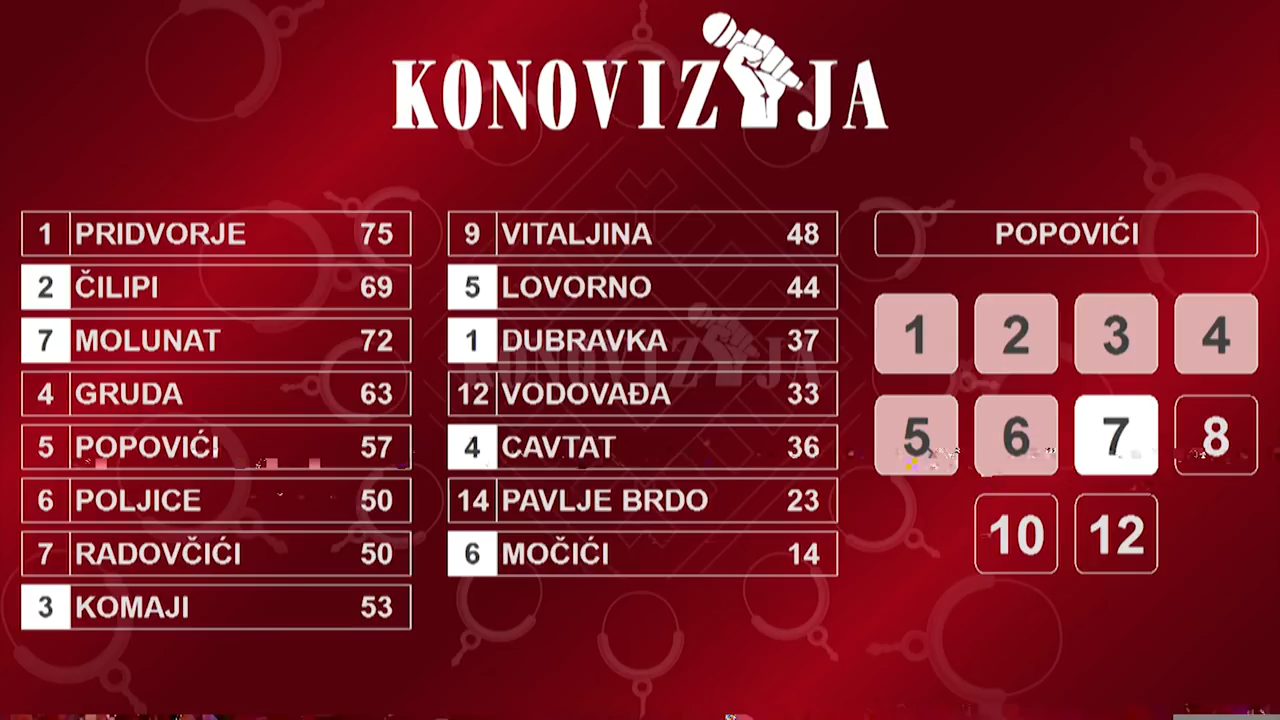 KONOVIZIJA
1 PRIDVORJE 75
2 ČILIPI 69
7 MOLUNAT 72
4 GRUDA 63
5 POPOVIĆI 57
6 POLJICE 50
7 RADOVČIĆI 50
3 KOMAJI 53
9 VITALJINA 48
5 LOVORNO 44
1 DUBRAVKA 37
12 VODOVAĐA 33
4 CAVTAT 36
14 PAVLJE BRDO 23
6 MOČIĆI 14
POPOVIĆI
1 2 3 4
5 6 7 8
10 12
KONOVIZIJA